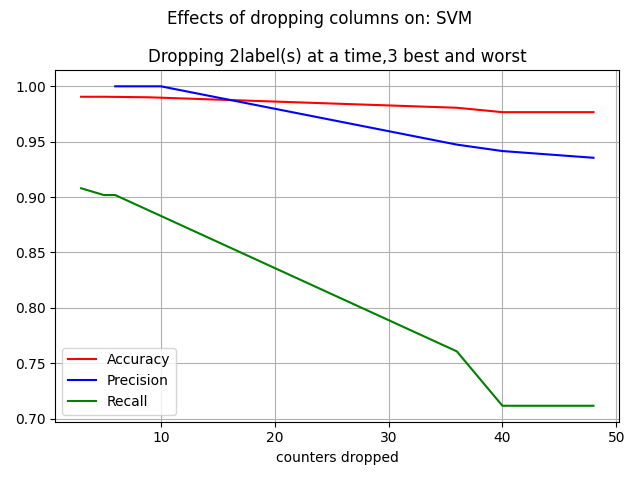 Effects of dropping columns on: SVM
Dropping 2label(s) at a time,3 best and worst
1.00
0.95
0.90
0.85
0.80
0.75
0.70
Accuracy
Precision
Recall
10 20 30 40 50
counters dropped